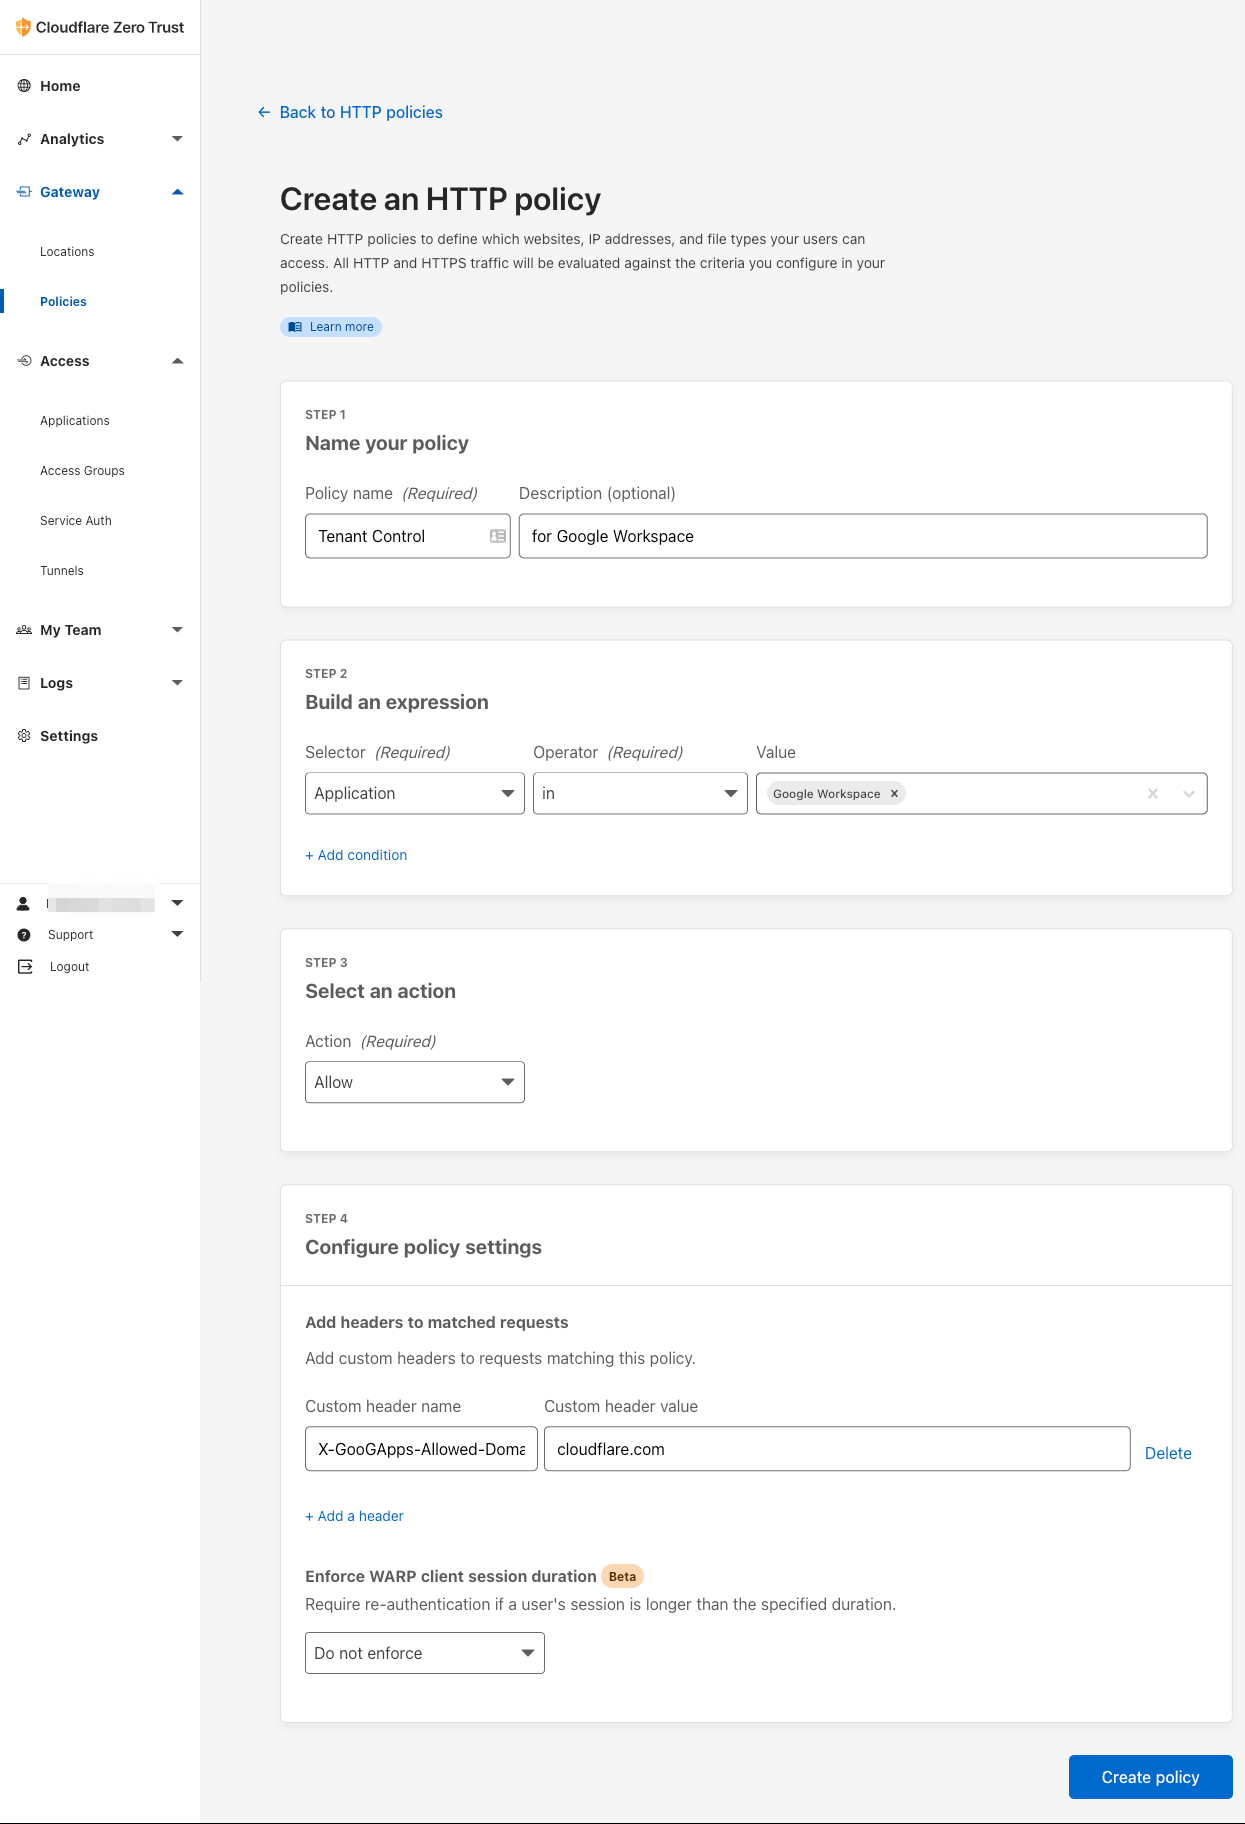 Cloudflare Zero Trust
Home
Analytics
Gateway
Locations
Policies
Access
Applications
Access Groups
Service Auth
Tunnels
My Team
Logs
Settings
Support
Logout
Back to HTTP policies
Create an HTTP policy
Create HTTP policies to define which websites, IP addresses, and file types your users can
access. All HTTP and HTTPS traffic will be evaluated against the criteria you configure in your
policies.
Learn more
STEP 1
Name your policy
Policy name (Required) Description (optional)
Tenant Control for Google Workspace
STEP 2
Build an expression
Selector (Required) Operator (Required) Value
Application in Google Workspace
+ Add condition
STEP 3
Select an action
Action (Required)
Allow
STEP 4
Configure policy settings
Add headers to matched requests
Add custom headers to requests matching this policy.
Custom header name Custom header value
X-GooGApps-Allowed-Doma cloudflare.com Delete
+ Add a header
Enforce WARP client session duration Beta
Require re-authentication if a user's session is longer than the specified duration.
Do not enforce
Create policy